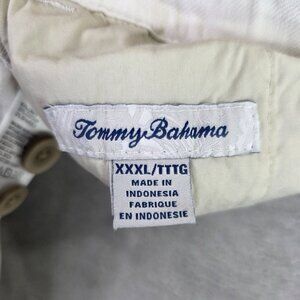 Tommy Bahama
XXXL/TTTG
MADE IN
INDONESIA
FABRIQUE
EN INDONESIE